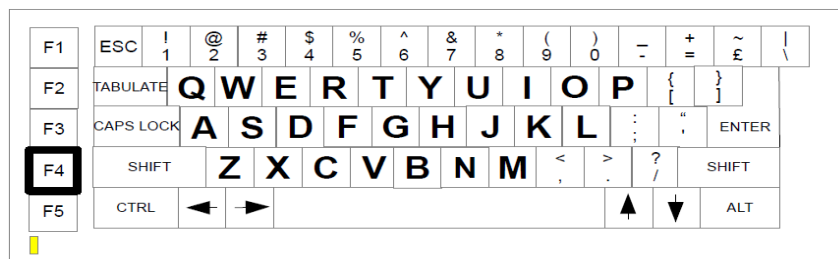 F1 ESC ! 1 @ 2 # 3 $ 4 % 5 ^ 6 & 7 * 8 ( 9 ) 0 _ - + = ~ £ | \
F2 TABULATE Q W E R T Y U I O P { [ } ]
F3 CAPS LOCK A S D F G H J K L : ; “ ' ENTER
F4 SHIFT Z X C V B N M < , > . ? / SHIFT
F5 CTRL ALT